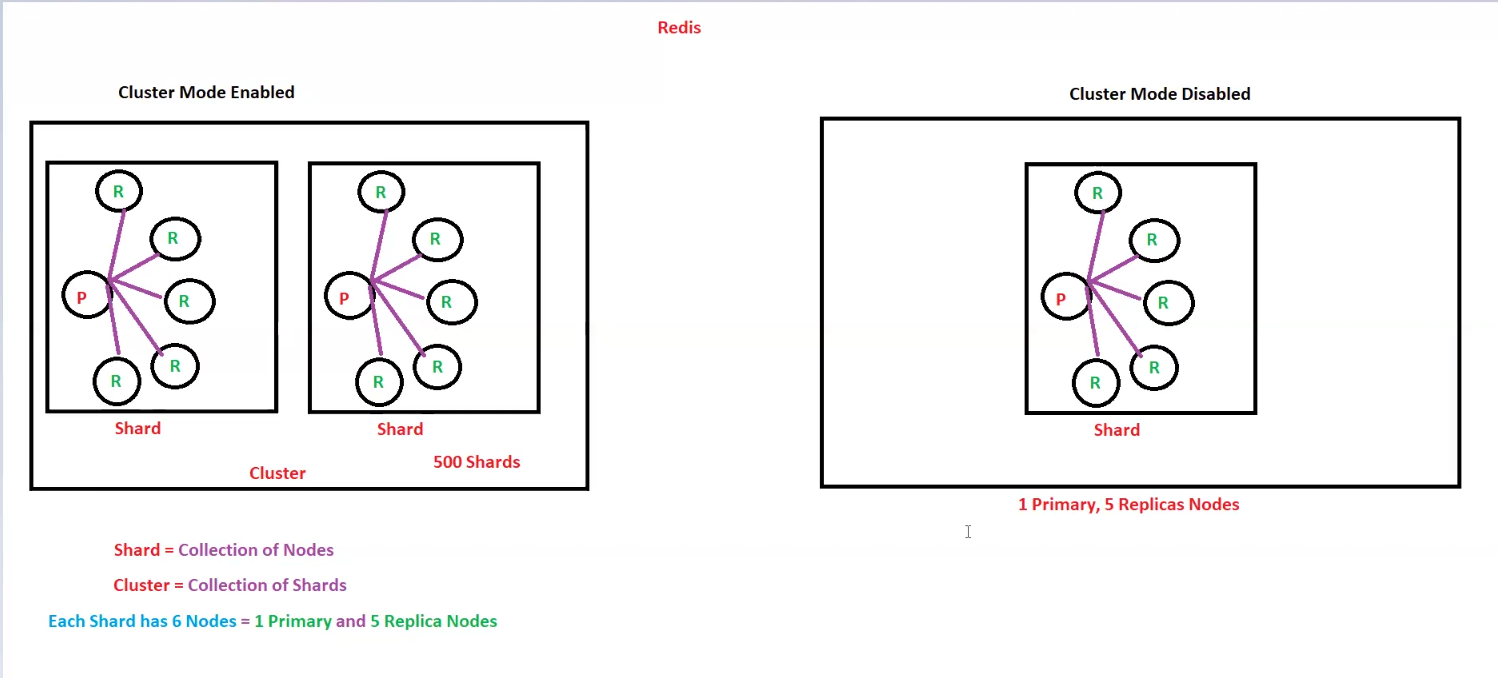 Redis
Cluster Mode Enabled
R
R
P
R
R
R
Shard
R
R
P
R
R
R
Shard
500 Shards
Cluster
Shard = Collection of Nodes
Cluster = Collection of Shards
Each Shard has 6 Nodes = 1 Primary and 5 Replica Nodes
Cluster Mode Disabled
R
R
P
R
R
R
Shard
1 Primary, 5 Replicas Nodes